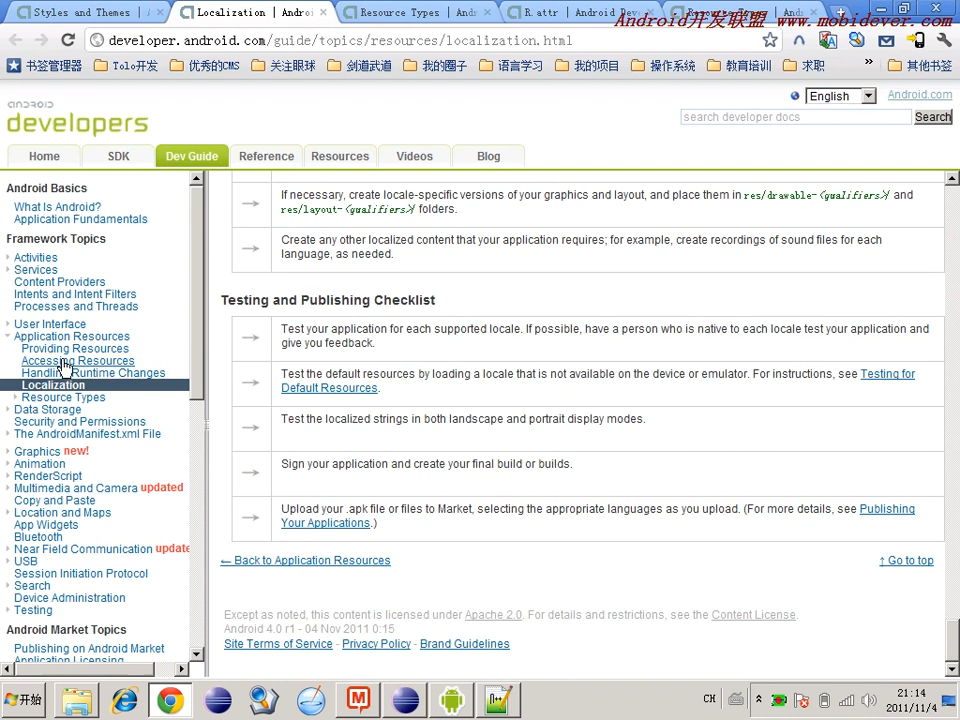 Styles and Themes
Localization | Andro
Resource Types | And
R.attr | Android Dev
Android开发联盟 www.mobidever.com
developer.android.com/guide/topics/resources/localization.html
书签管理器 Tolo开发 优秀的CMS 关注眼球 剑道武道 我的圈子 语言学习 我的项目 操作系统 教育培训 求职 » 其他书签
English
Android.com
android
developers
search developer docs
Search
Home
SDK
Dev Guide
Reference
Resources
Videos
Blog
Android Basics
What Is Android?
Application Fundamentals
Framework Topics
Activities
Services
Content Providers
Intents and Intent Filters
Processes and Threads
User Interface
Application Resources
Providing Resources
Accessing Resources
Handling Runtime Changes
Localization
Resource Types
Data Storage
Security and Permissions
The AndroidManifest.xml File
Graphics new!
Animation
RenderScript
Multimedia and Camera updated
Copy and Paste
Location and Maps
App Widgets
Bluetooth
Near Field Communication update
USB
Session Initiation Protocol
Search
Device Administration
Testing
Android Market Topics
Publishing on Android Market
Application Licensing
If necessary, create locale-specific versions of your graphics and layout, and place them in res/drawable-<qualifiers>/ and
res/layout-<qualifiers>/ folders.
Create any other localized content that your application requires; for example, create recordings of sound files for each
language, as needed.
Testing and Publishing Checklist
Test your application for each supported locale. If possible, have a person who is native to each locale test your application and
give you feedback.
Test the default resources by loading a locale that is not available on the device or emulator. For instructions, see Testing for
Default Resources.
Test the localized strings in both landscape and portrait display modes.
Sign your application and create your final build or builds.
Upload your .apk file or files to Market, selecting the appropriate languages as you upload. (For more details, see Publishing
Your Applications.)
← Back to Application Resources
↑ Go to top
Except as noted, this content is licensed under Apache 2.0. For details and restrictions, see the Content License.
Android 4.0 r1 - 04 Nov 2011 0:15
Site Terms of Service - Privacy Policy - Brand Guidelines
开始
CH
21:14
2011/11/4